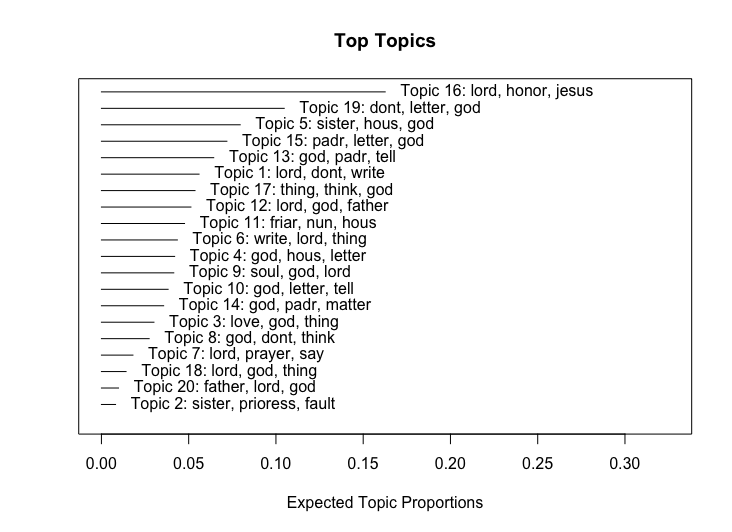 Top Topics
Topic 16: lord, honor, jesus
Topic 19: dont, letter, god
Topic 5: sister, hous, god
Topic 15: padr, letter, god
Topic 13: god, padr, tell
Topic 1: lord, dont, write
Topic 17: thing, think, god
Topic 12: lord, god, father
Topic 11: friar, nun, hous
Topic 6: write, lord, thing
Topic 4: god, hous, letter
Topic 9: soul, god, lord
Topic 10: god, letter, tell
Topic 14: god, padr, matter
Topic 3: love, god, thing
Topic 8: god, dont, think
Topic 7: lord, prayer, say
Topic 18: lord, god, thing
Topic 20: father, lord, god
Topic 2: sister, prioress, fault
0.00 0.05 0.10 0.15 0.20 0.25 0.30
Expected Topic Proportions